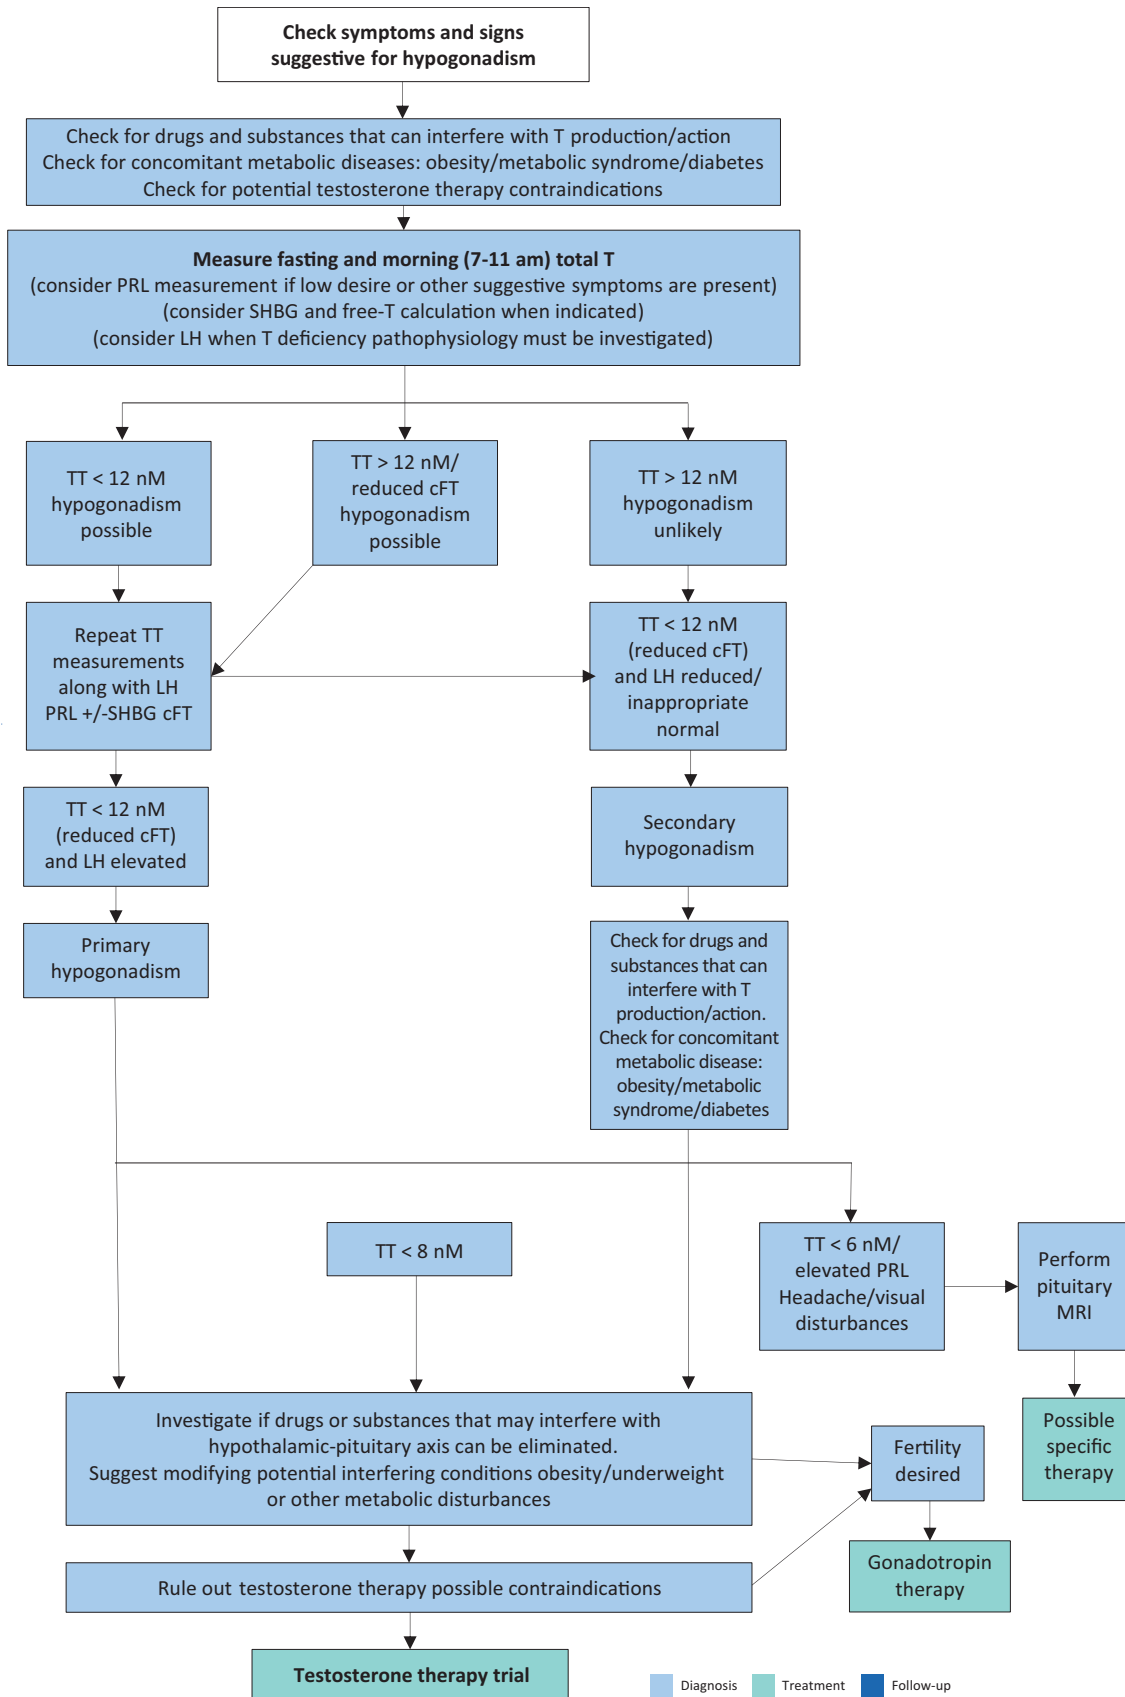 Check symptoms and signs
suggestive for hypogonadism
Check for drugs and substances that can interfere with T production/action
Check for concomitant metabolic diseases: obesity/metabolic syndrome/diabetes
Check for potential testosterone therapy contraindications
Measure fasting and morning (7-11 am) total T
(consider PRL measurement if low desire or other suggestive symptoms are present)
(consider SHBG and free-T calculation when indicated)
(consider LH when T deficiency pathophysiology must be investigated)
TT < 12 nM
hypogonadism
possible
TT > 12 nM/
reduced cFT
hypogonadism
possible
TT > 12 nM
hypogonadism
unlikely
Repeat TT
measurements
along with LH
PRL +/-SHBG cFT
TT < 12 nM
(reduced cFT)
and LH reduced/
inappropriate
normal
TT < 12 nM
(reduced cFT)
and LH elevated
Secondary
hypogonadism
Primary
hypogonadism
Check for drugs and
substances that can
interfere with T
production/action.
Check for concomitant
metabolic disease:
obesity/metabolic
syndrome/diabetes
TT < 8 nM
TT < 6 nM/
elevated PRL
Headache/visual
disturbances
Perform
pituitary
MRI
Investigate if drugs or substances that may interfere with
hypothalamic-pituitary axis can be eliminated.
Suggest modifying potential interfering conditions obesity/underweight
or other metabolic disturbances
Fertility
desired
Possible
specific
therapy
Rule out testosterone therapy possible contraindications
Gonadotropin
therapy
Testosterone therapy trial
Diagnosis
Treatment
Follow-up